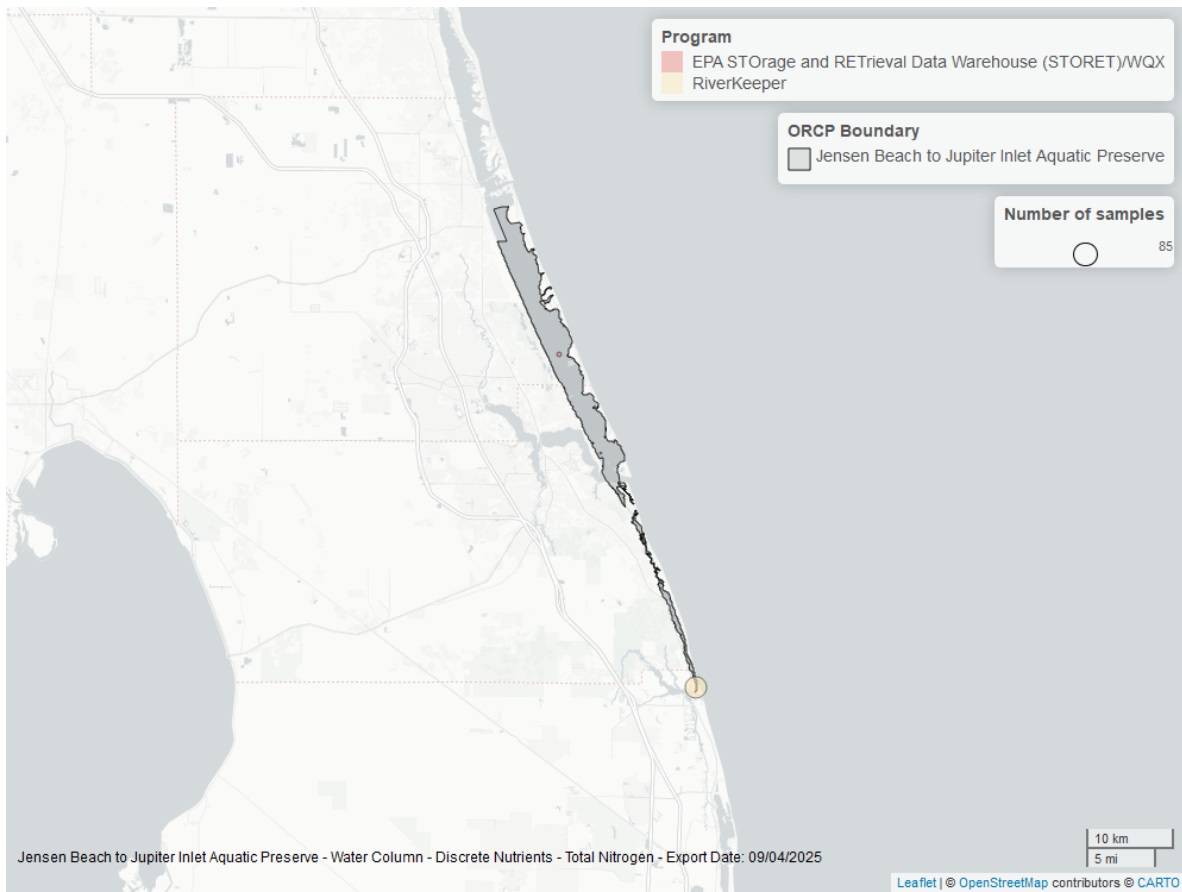 Program
EPA STOrage and RETrieval Data Warehouse (STORET)/WQX
RiverKeeper
ORCP Boundary
Jensen Beach to Jupiter Inlet Aquatic Preserve
Number of samples
85
10 km
5 mi
Jensen Beach to Jupiter Inlet Aquatic Preserve - Water Column - Discrete Nutrients - Total Nitrogen - Export Date: 09/04/2025
Leaflet | © OpenStreetMap contributors © CARTO